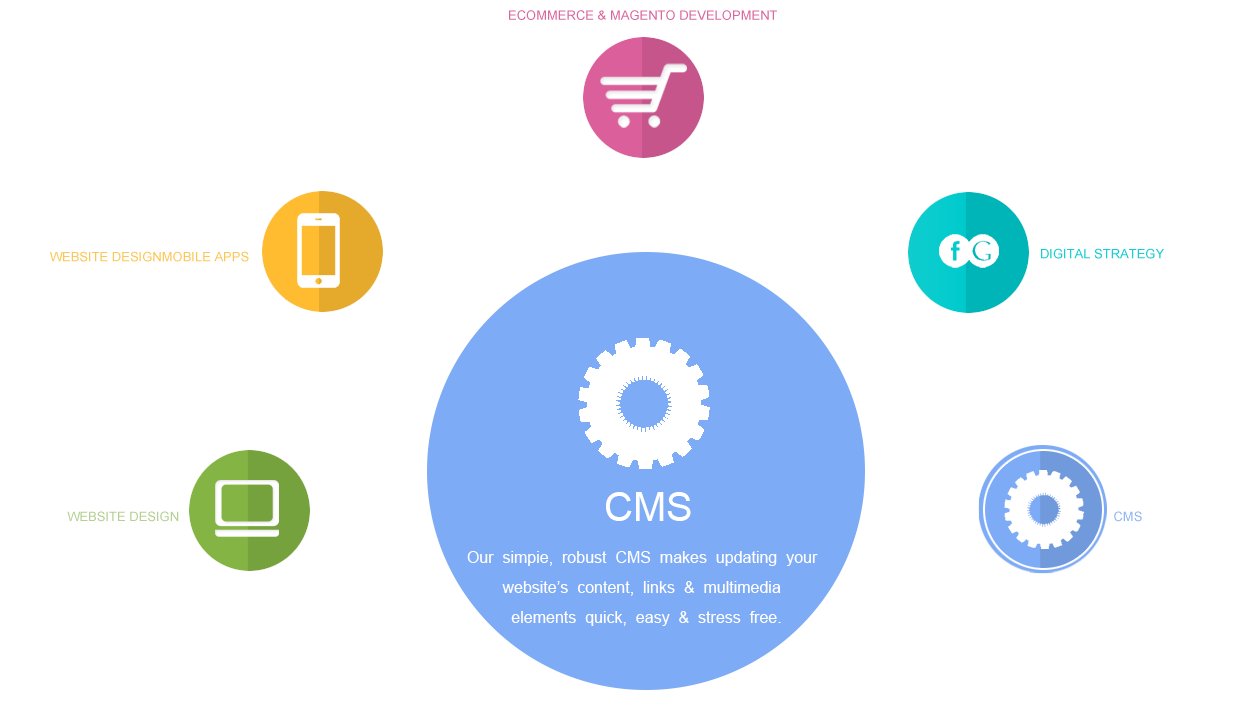 ECOMMERCE & MAGENTO DEVELOPMENT
f G
WEBSITE DESIGNMOBILE APPS
DIGITAL STRATEGY
CMS
WEBSITE DESIGN
CMS
Our simpie, robust CMS makes updating your
website's content, links & multimedia
elements quick, easy & stress free.